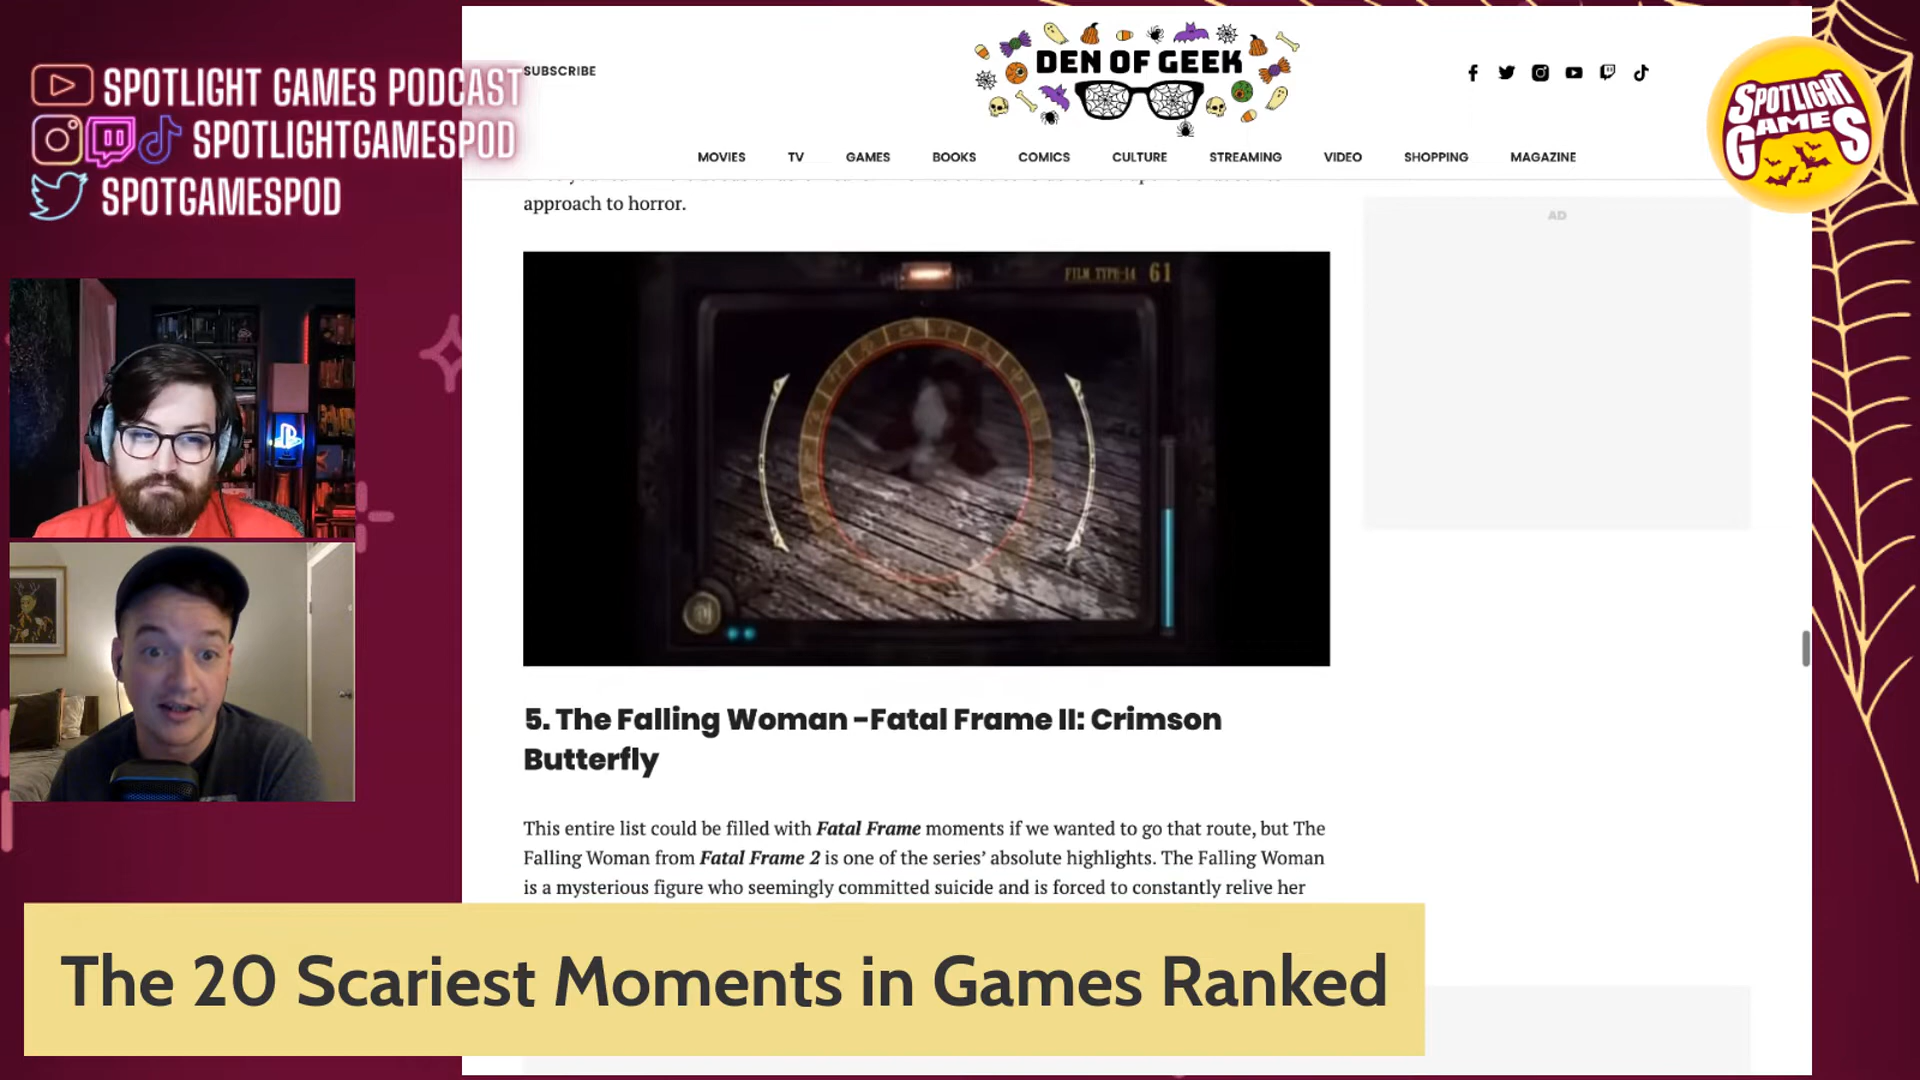 SPOTLIGHT GAMES PODCAST
SPOTLIGHTGAMESPOD
SPOTGAMESPOD
SUBSCRIBE
DEN OF GEEK
SPOTLIGHT
GAMES
MOVIES TV GAMES BOOKS COMICS CULTURE STREAMING VIDEO SHOPPING MAGAZINE
approach to horror.
AD
FILM TYPE-14 61
5. The Falling Woman –Fatal Frame II: Crimson
Butterfly
This entire list could be filled with Fatal Frame moments if we wanted to go that route, but The
Falling Woman from Fatal Frame 2 is one of the series’ absolute highlights. The Falling Woman
is a mysterious figure who seemingly committed suicide and is forced to constantly relive her
The 20 Scariest Moments in Games Ranked